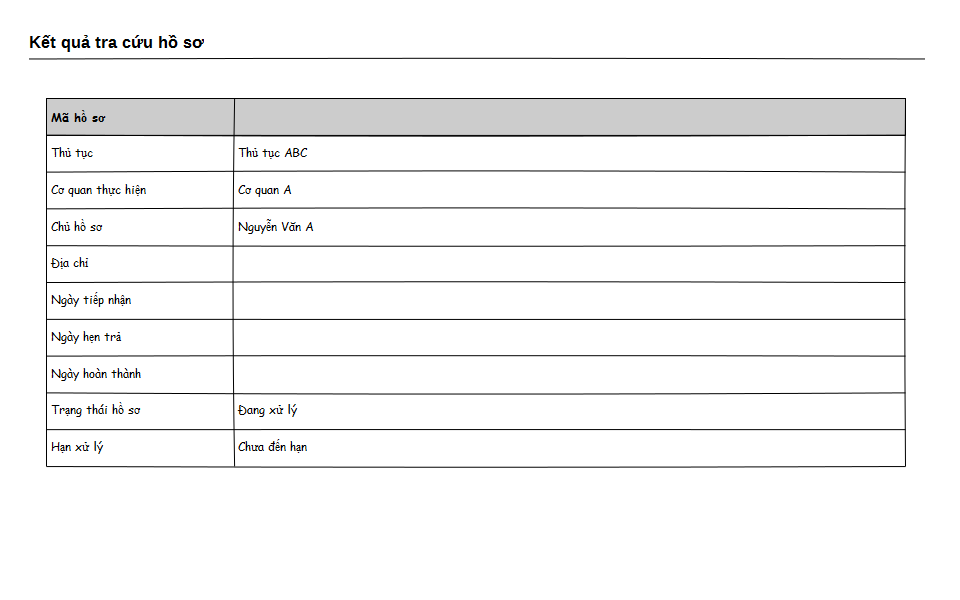 Kết quả tra cứu hồ sơ
Mã hồ sơ
Thủ tục Thủ tục ABC
Cơ quan thực hiện Cơ quan A
Chủ hồ sơ Nguyễn Văn A
Địa chỉ
Ngày tiếp nhận
Ngày hẹn trả
Ngày hoàn thành
Trạng thái hồ sơ Đang xử lý
Hạn xử lý Chưa đến hạn